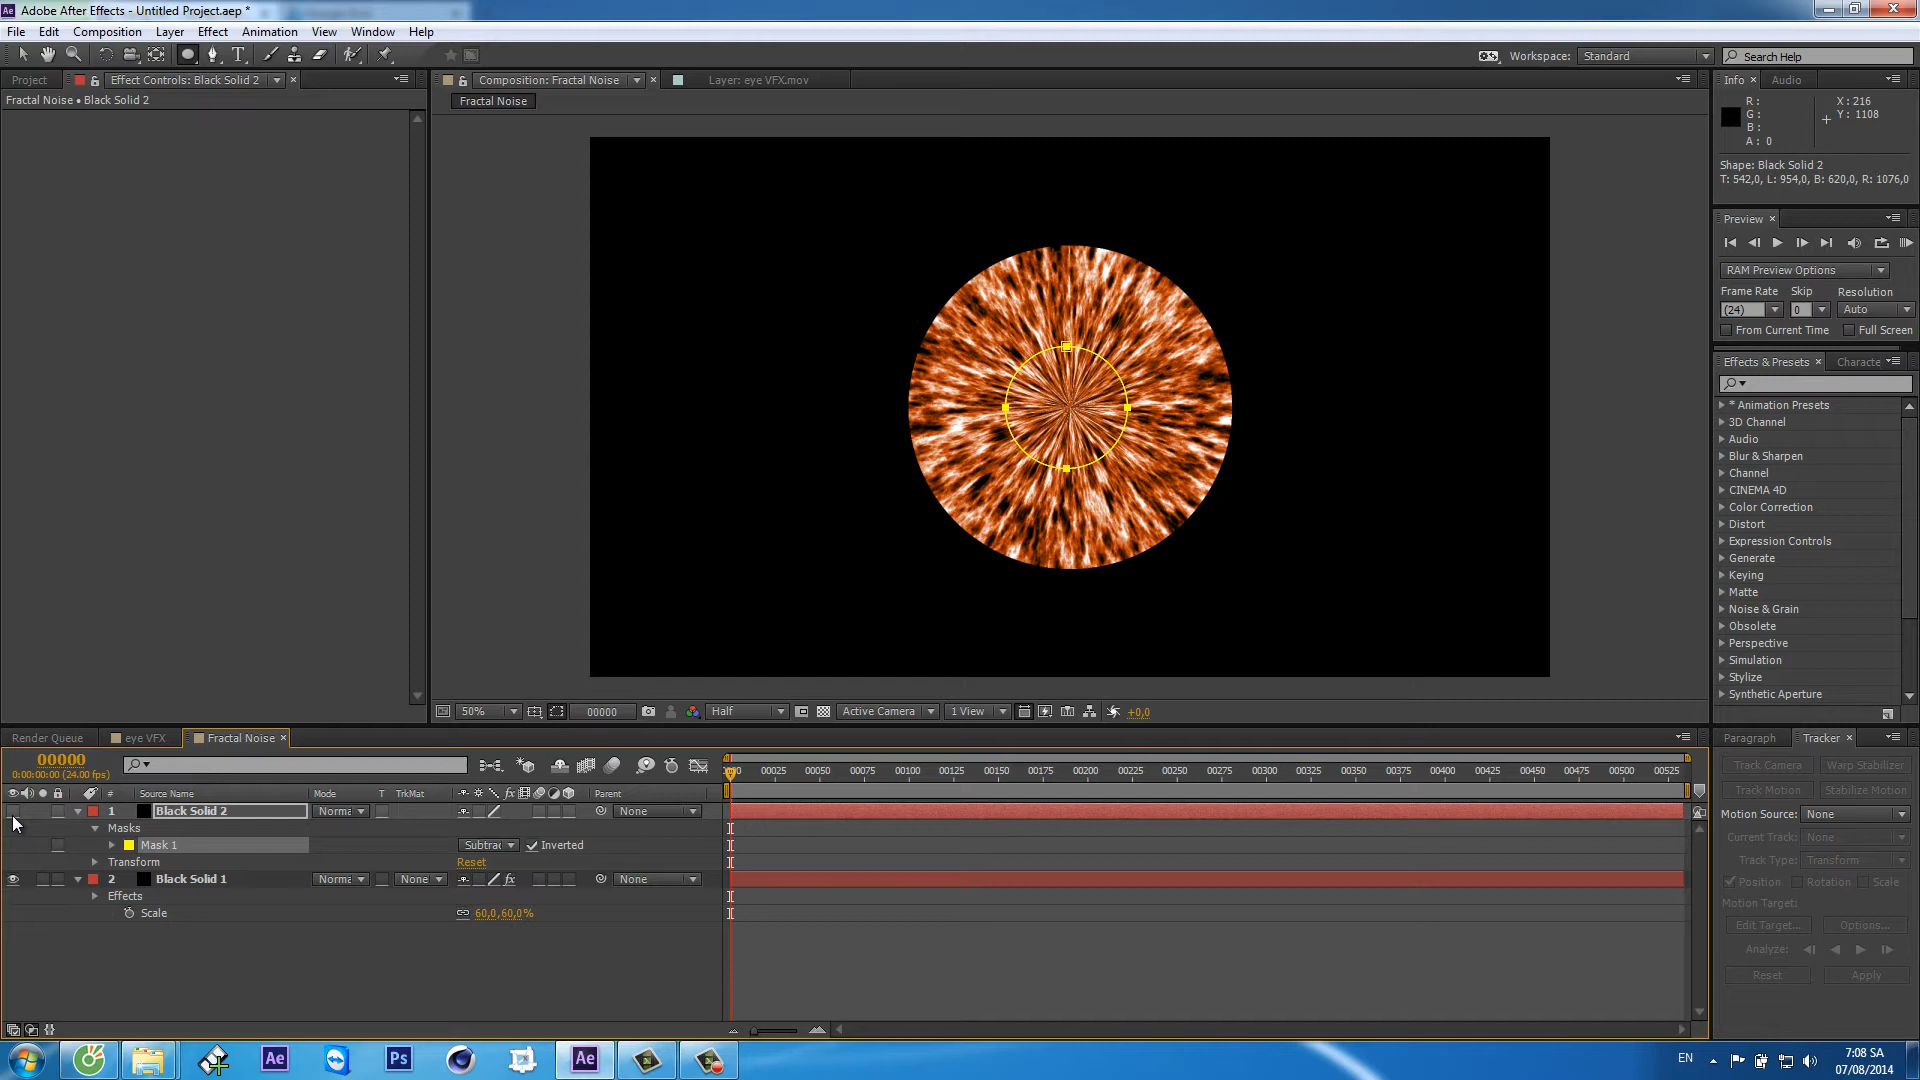 Adobe After Effects - Untitled Project.aep *
File Edit Composition Layer Effect Animation View Window Help
Workspace: Standard Search Help
Project Effect Controls: Black Solid 2
Composition: Fractal Noise Layer: eye VFX.mov
Info Audio
Fractal Noise • Black Solid 2
Fractal Noise
R: X: 216
G: Y: 1108
B:
A: 0
Shape: Black Solid 2
T: 542,0, L: 954,0, B: 620,0, R: 1076,0
Preview
RAM Preview Options
Frame Rate Skip Resolution
(24) 0 Auto
From Current Time Full Screen
Effects & Presets Characte
* Animation Presets
3D Channel
Audio
Blur & Sharpen
Channel
CINEMA 4D
Color Correction
Distort
Expression Controls
Generate
Keying
Matte
Noise & Grain
Obsolete
Perspective
Simulation
Stylize
Synthetic Aperture
50% 00000 Half Active Camera 1 View +0,0
Render Queue eye VFX Fractal Noise
Paragraph Tracker
00000
0:00:00:00 (24.00 fps)
00025 00050 00075 00100 00125 00150 00175 00200 00225 00250 00275 00300 00325 00350 00375 00400 00425 00450 00475 00500 00525
# Source Name Mode T TrkMat fx Parent
1 Black Solid 2 Norma None
Masks
Mask 1 Subtrac Inverted
Transform Reset
2 Black Solid 1 Norma None fx None
Effects
Scale 60,0,60,0%
Track Camera Warp Stabilizer
Track Motion Stabilize Motion
Motion Source: None
Current Track: None
Track Type: Transform
Position Rotation Scale
Motion Target:
Edit Target... Options...
Analyze:
Reset Apply
Ae Ps Ae
EN 7:08 SA
07/08/2014